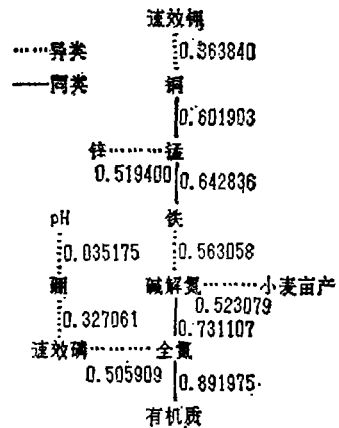 速效钾
异类
0.363840
同类
铜
0.601903
锌 锰
0.519400
0.642836
pH 铁
0.035175 0.563058
硼 碱解氮 小麦亩产
0.523079
0.327061 0.731107
速效磷 全氮
0.505909 0.891975
有机质